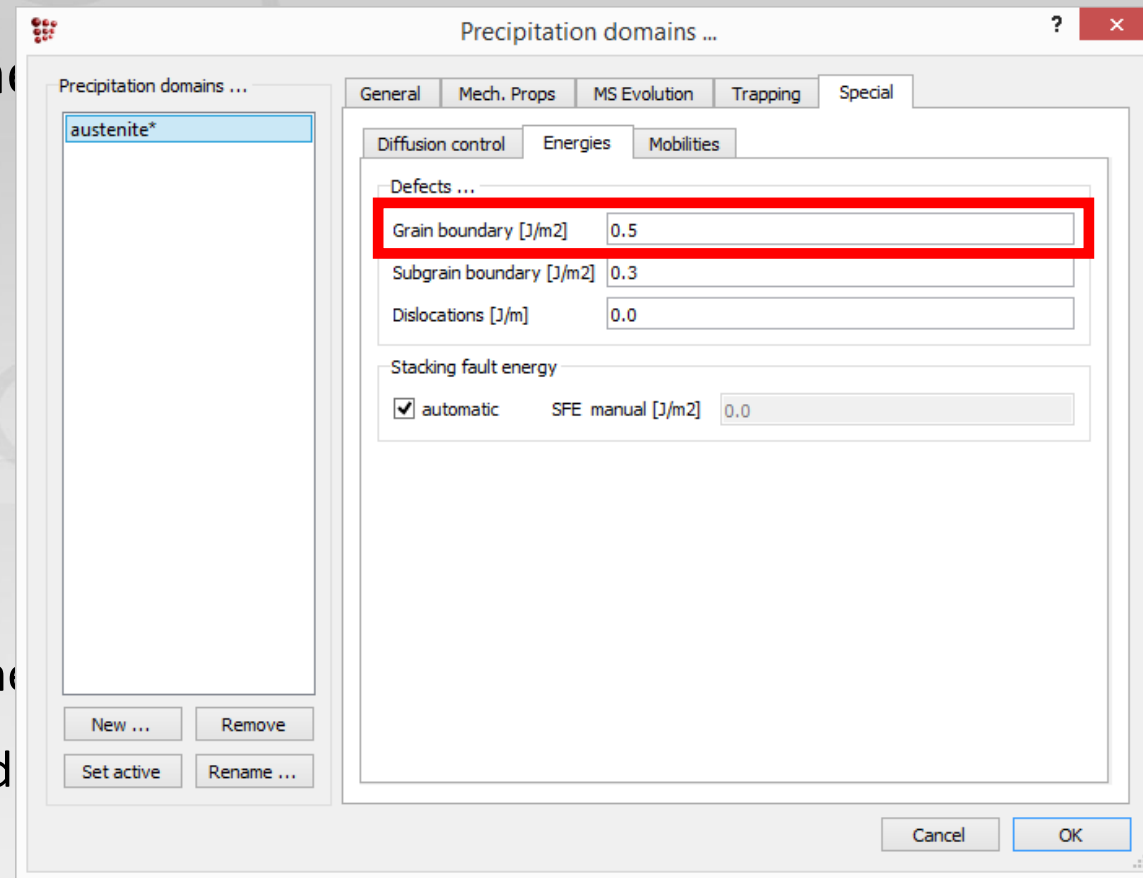 Precipitation domains ...
?
Precipitation domains ...
austenite*
New ...
Remove
Set active
Rename ...
General
Mech. Props
MS Evolution
Trapping
Special
Diffusion control
Energies
Mobilities
Defects ...
Grain boundary [J/m2] 0.5
Subgrain boundary [J/m2] 0.3
Dislocations [J/m] 0.0
Stacking fault energy
automatic SFE manual [J/m2] 0.0
Cancel
OK